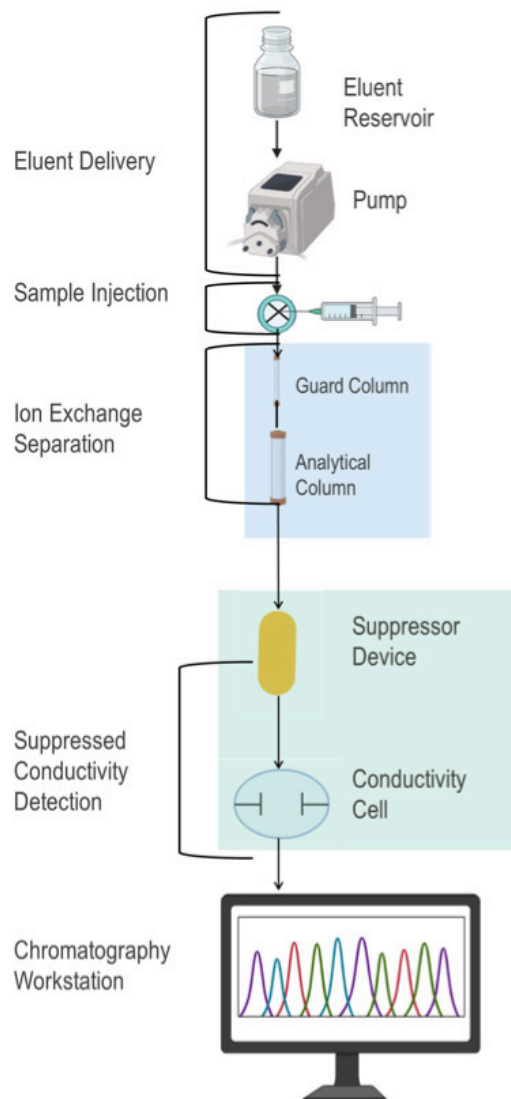 Eluent
Reservoir
Eluent Delivery
Pump
Sample Injection
Guard Column
Ion Exchange
Separation
Analytical
Column
Suppressor
Device
Suppressed
Conductivity
Detection
Conductivity
Cell
Chromatography
Workstation